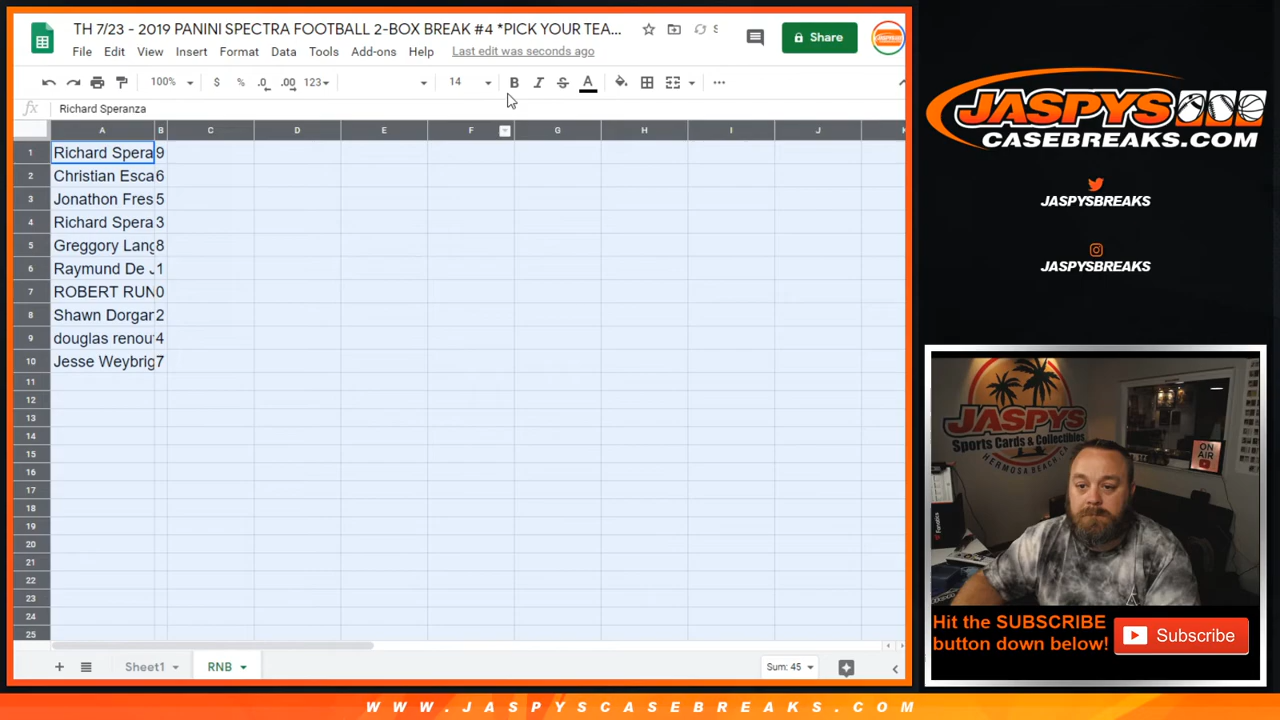 TH 7/23 - 2019 PANINI SPECTRA FOOTBALL 2-BOX BREAK #4 *PICK YOUR TEA...
S
File Edit View Insert Format Data Tools Add-ons Help Last edit was seconds ago
Share
100% $ % .0 .00 123 14 B I S A
fx Richard Speranza
A B C D E F G H I J K
1 Richard Spera 9
2 Christian Esca 6
3 Jonathon Fres 5
4 Richard Spera 3
5 Greggory Lang 8
6 Raymund De J 1
7 ROBERT RUN 0
8 Shawn Dorgan 2
9 douglas renou 4
10 Jesse Weybrig 7
11
12
13
14
15
16
17
18
19
20
21
22
23
24
25
Sheet1 RNB Sum: 45
JASPYS
CASEBREAKS.COM
JASPYSBREAKS
JASPYSBREAKS
JASPYS
Sports Cards & Collectibles
HERMOSA BEACH, CA
ON
AIR
Fanatics
Hit the SUBSCRIBE
button down below!
Subscribe
WWW.JASPYSCASEBREAKS.COM